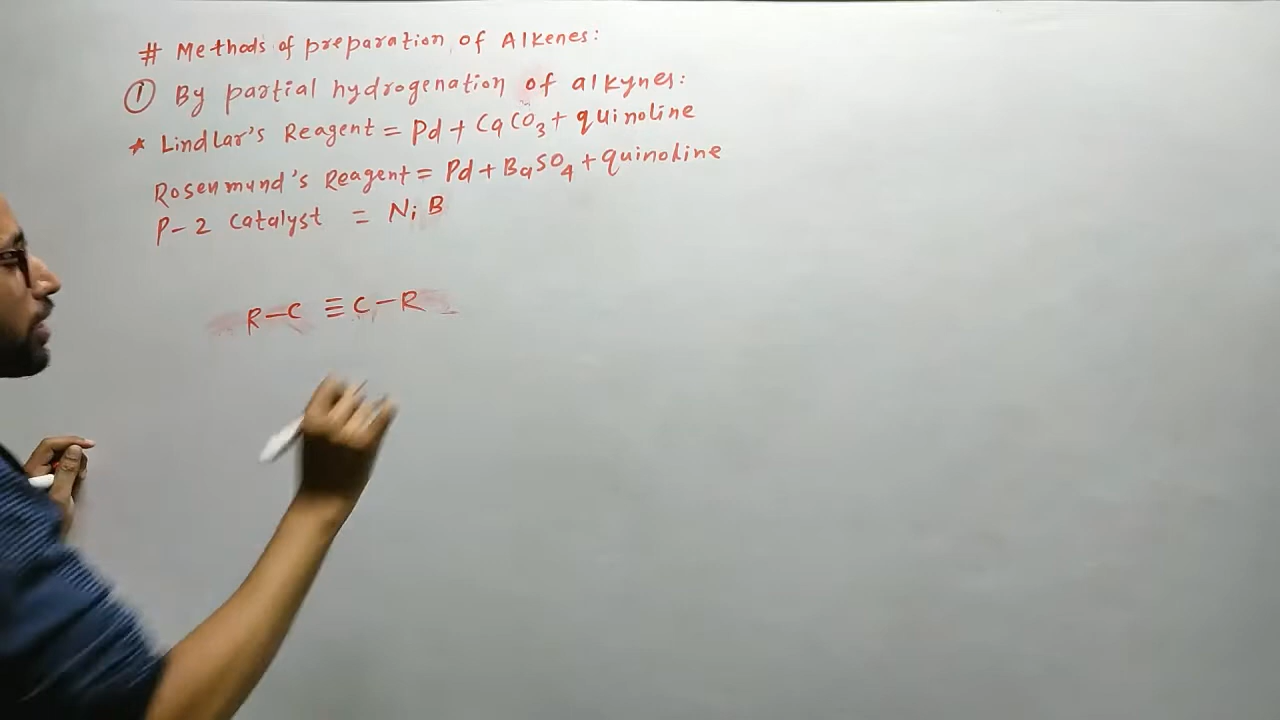 # Methods of preparation of Alkenes:
① By partial hydrogenation of alkynes:
* Lindlar's Reagent = Pd + CaCO₃ + quinoline
Rosenmund's Reagent = Pd + BaSO₄ + quinoline
P-2 catalyst = NiB
R-C ≡ C-R